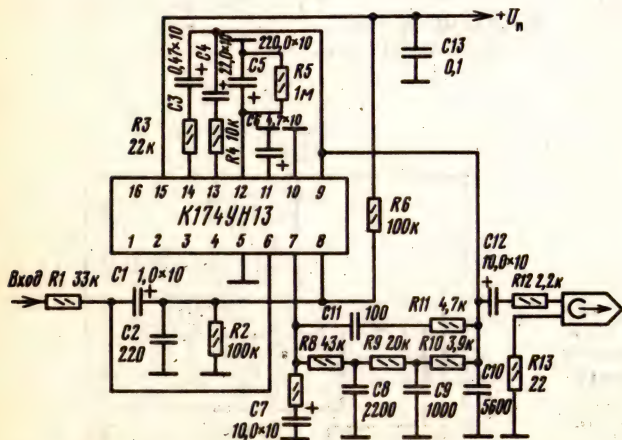 +Uп
0,47×10
C4
22,0×10
220,0×10
C3
C5
R5
1м
C13
0,1
R3
22к
R4 10к
C6 4,7×10
16 15 14 13 12 11 10 9
К174УН13
1 2 3 4 5 6 7 8
R6
100к
Вход R1 33к
C1 1,0×10
C2
220
R2
100к
C11
100
R11 4,7к
C12
10,0×10
R12 2,2к
R8 43к
R9 20к
R10 3,9к
C7
10,0×10
C8
2200
C9
1000
C10
5600
R13
22